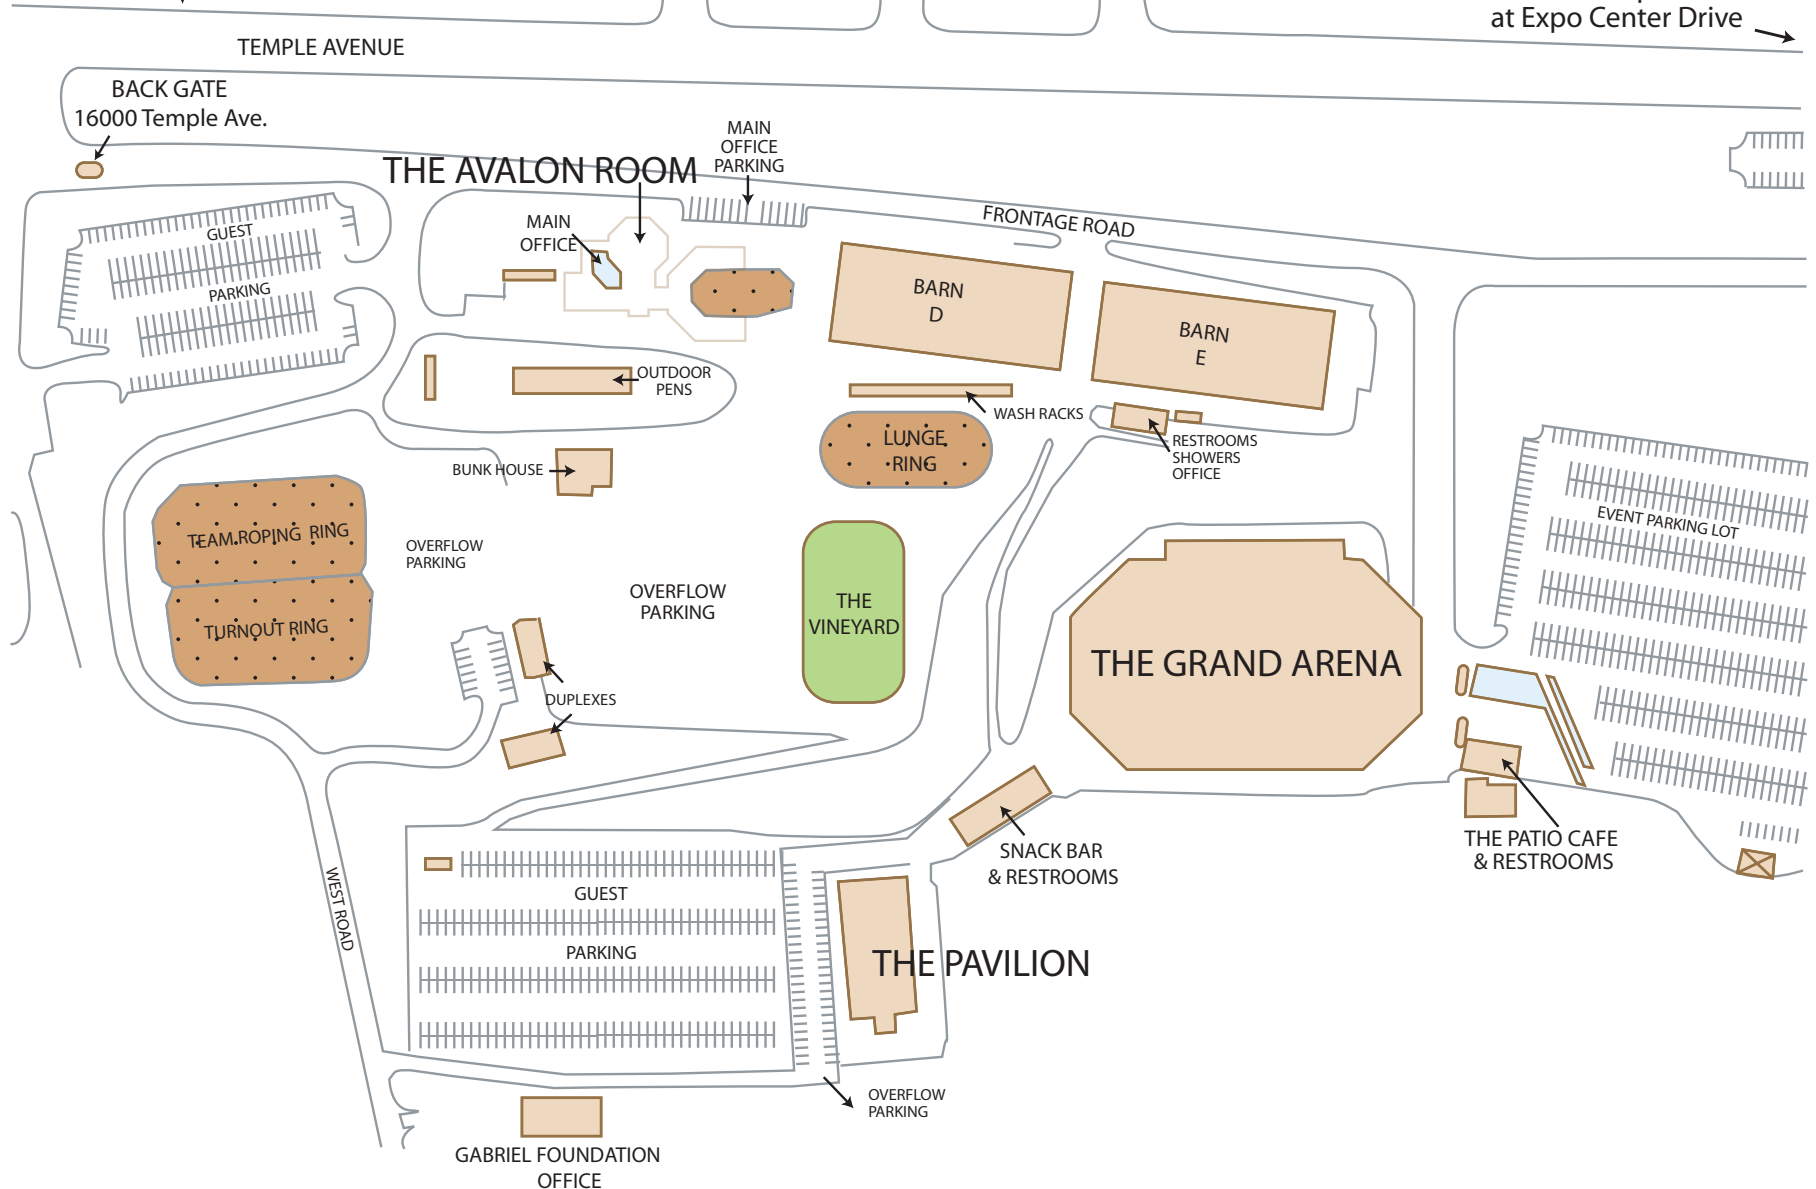 at Expo Center Drive
TEMPLE AVENUE
BACK GATE
16000 Temple Ave.
MAIN
OFFICE
PARKING
THE AVALON ROOM
MAIN
OFFICE
FRONTAGE ROAD
GUEST
PARKING
BARN
D
BARN
E
OUTDOOR
PENS
WASH RACKS
LUNGE
RING
RESTROOMS
SHOWERS
OFFICE
BUNK HOUSE
EVENT PARKING LOT
TEAM ROPING RING
OVERFLOW
PARKING
OVERFLOW
PARKING
THE
VINEYARD
TURNOUT RING
THE GRAND ARENA
DUPLEXES
THE PATIO CAFE
& RESTROOMS
SNACK BAR
& RESTROOMS
WEST ROAD
GUEST
PARKING
THE PAVILION
OVERFLOW
PARKING
GABRIEL FOUNDATION
OFFICE